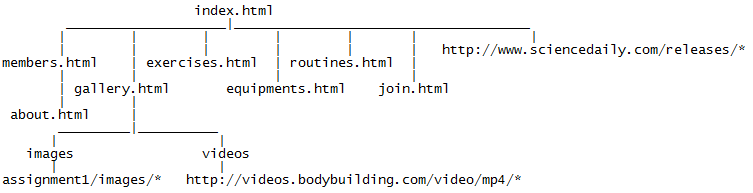 index.html
http://www.sciencedaily.com/releases/*
members.html exercises.html routines.html
gallery.html equipments.html join.html
about.html
images videos
assignment1/images/* http://videos.bodybuilding.com/video/mp4/*